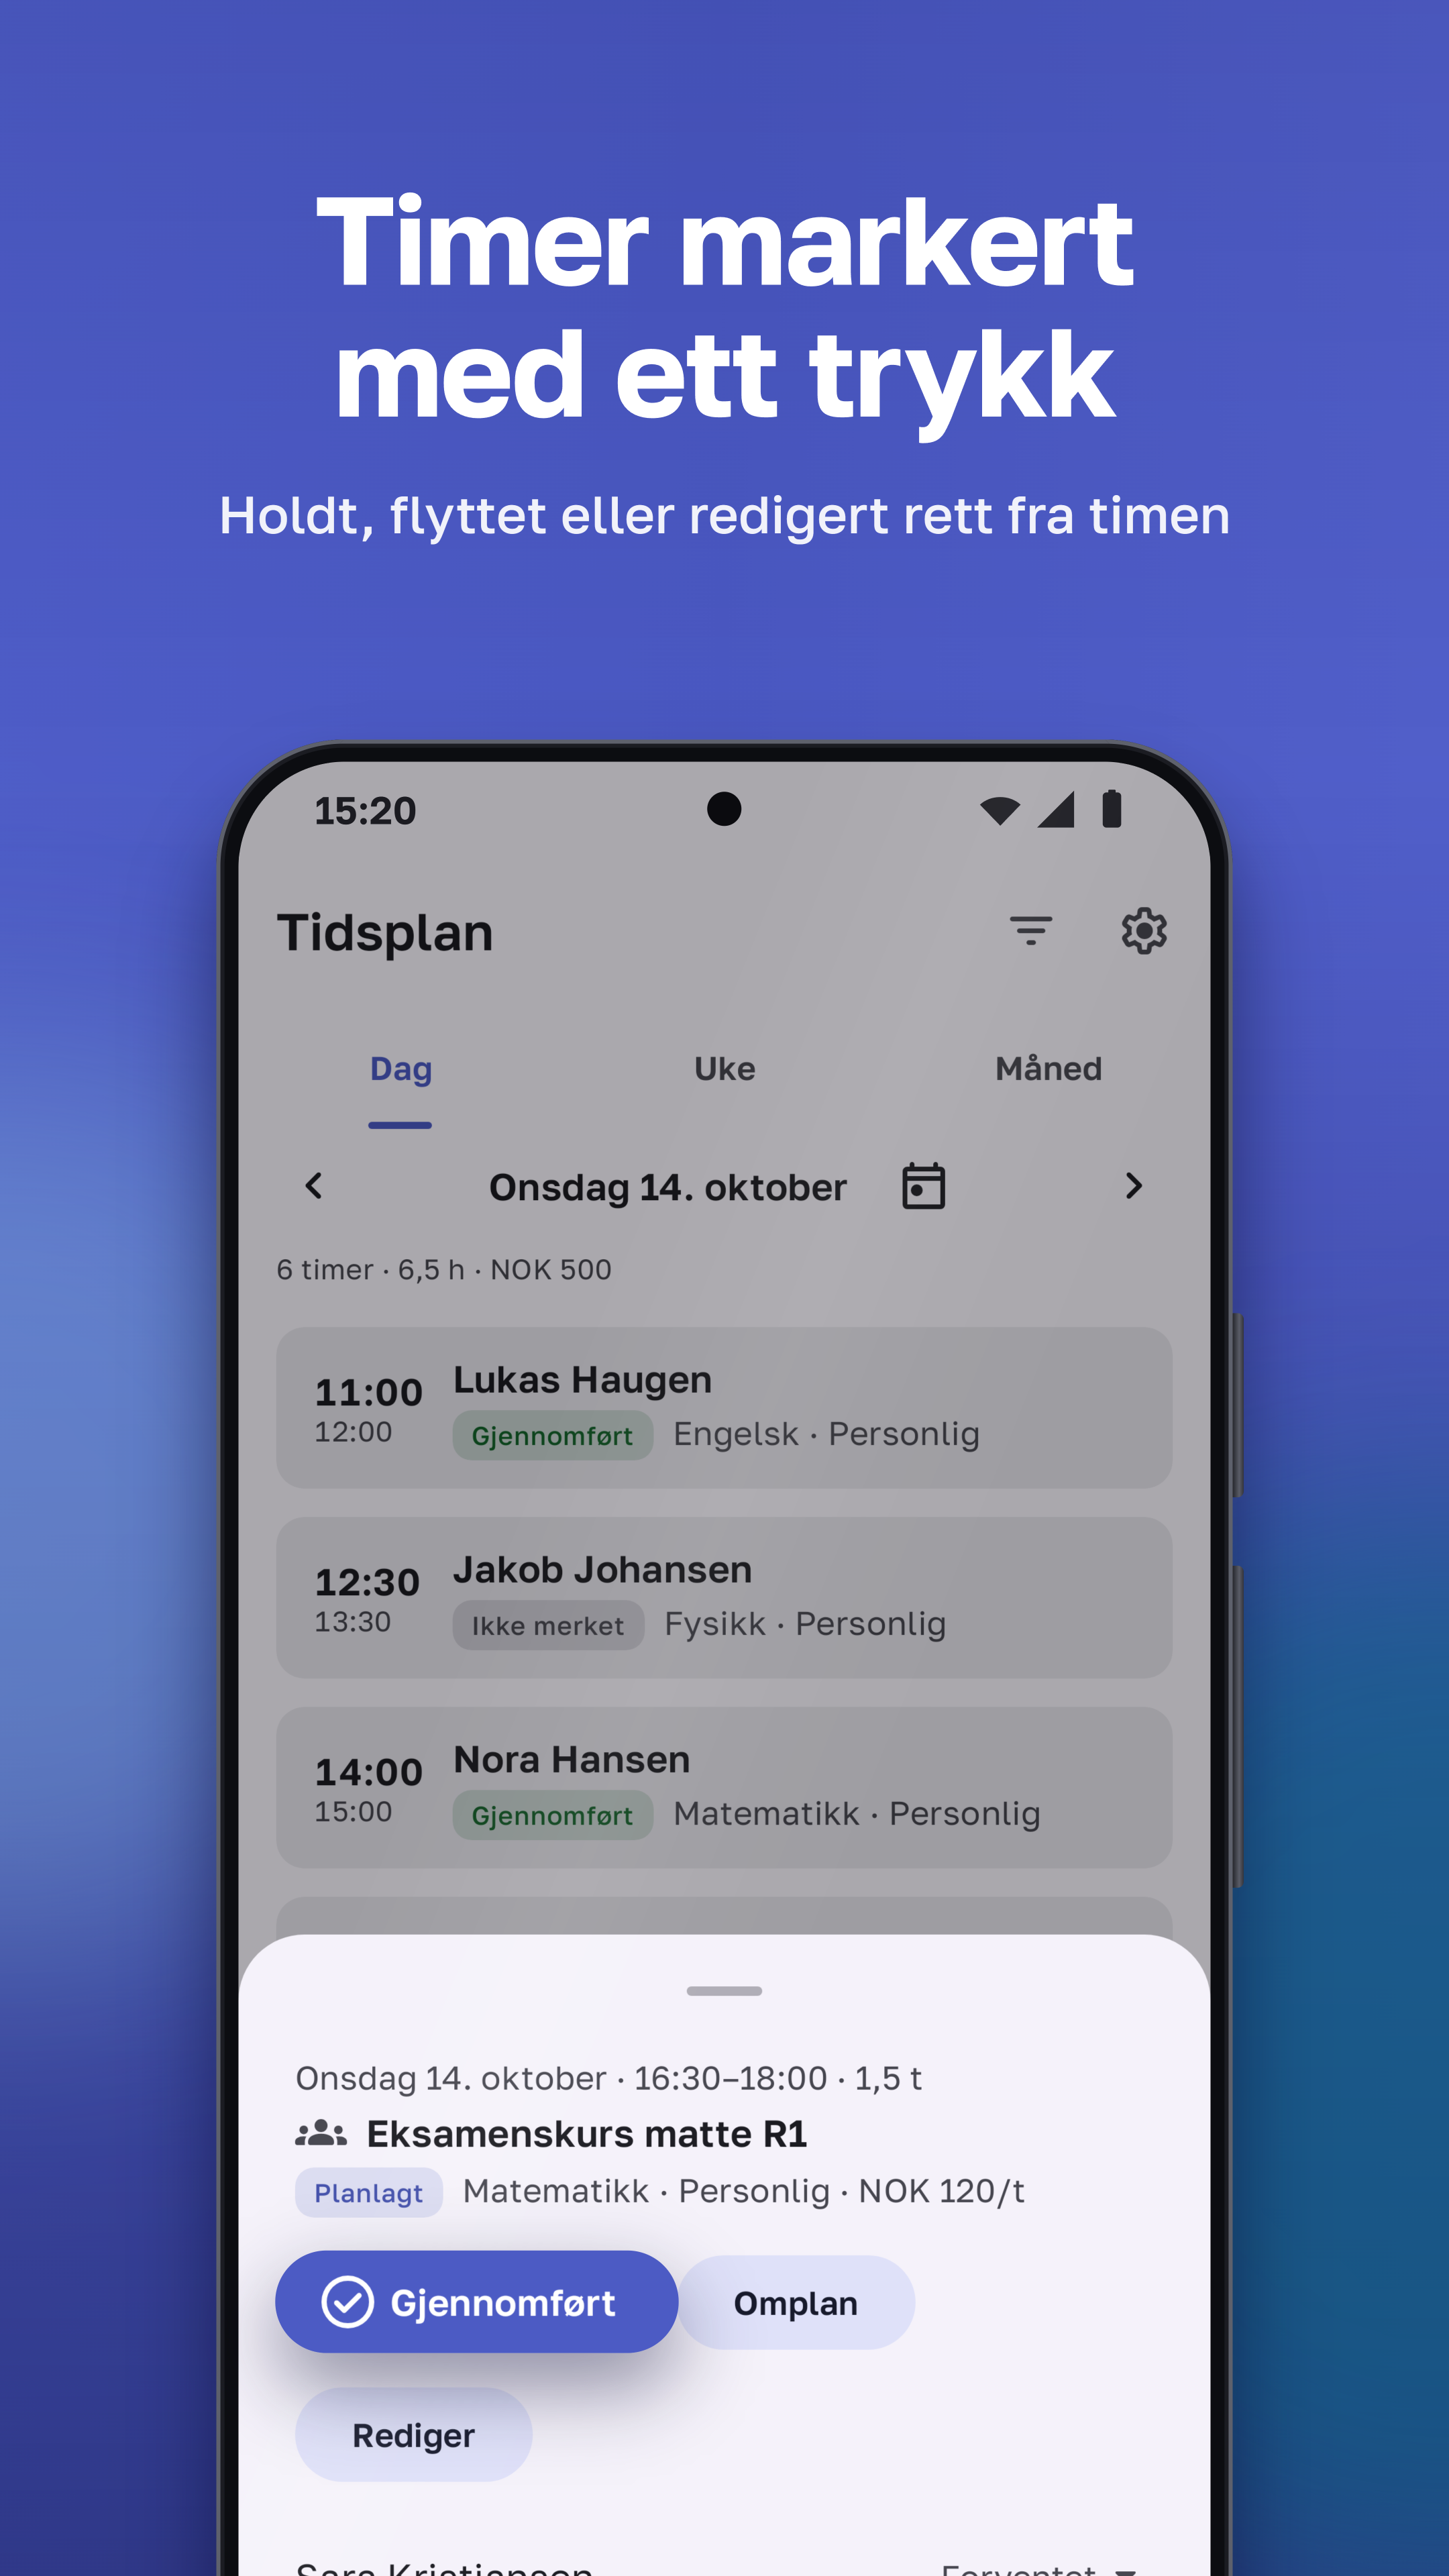 Timer markert
med ett trykk
Holdt, flyttet eller redigert rett fra timen
15:20
Tidsplan
Dag Uke Måned
Onsdag 14. oktober
6 timer · 6,5 h · NOK 500
11:00 Lukas Haugen
12:00 Gjennomført Engelsk · Personlig
12:30 Jakob Johansen
13:30 Ikke merket Fysikk · Personlig
14:00 Nora Hansen
15:00 Gjennomført Matematikk · Personlig
Onsdag 14. oktober · 16:30–18:00 · 1,5 t
Eksamenskurs matte R1
Planlagt Matematikk · Personlig · NOK 120/t
Gjennomført Omplan
Rediger
Sara Kristiansen Forventet